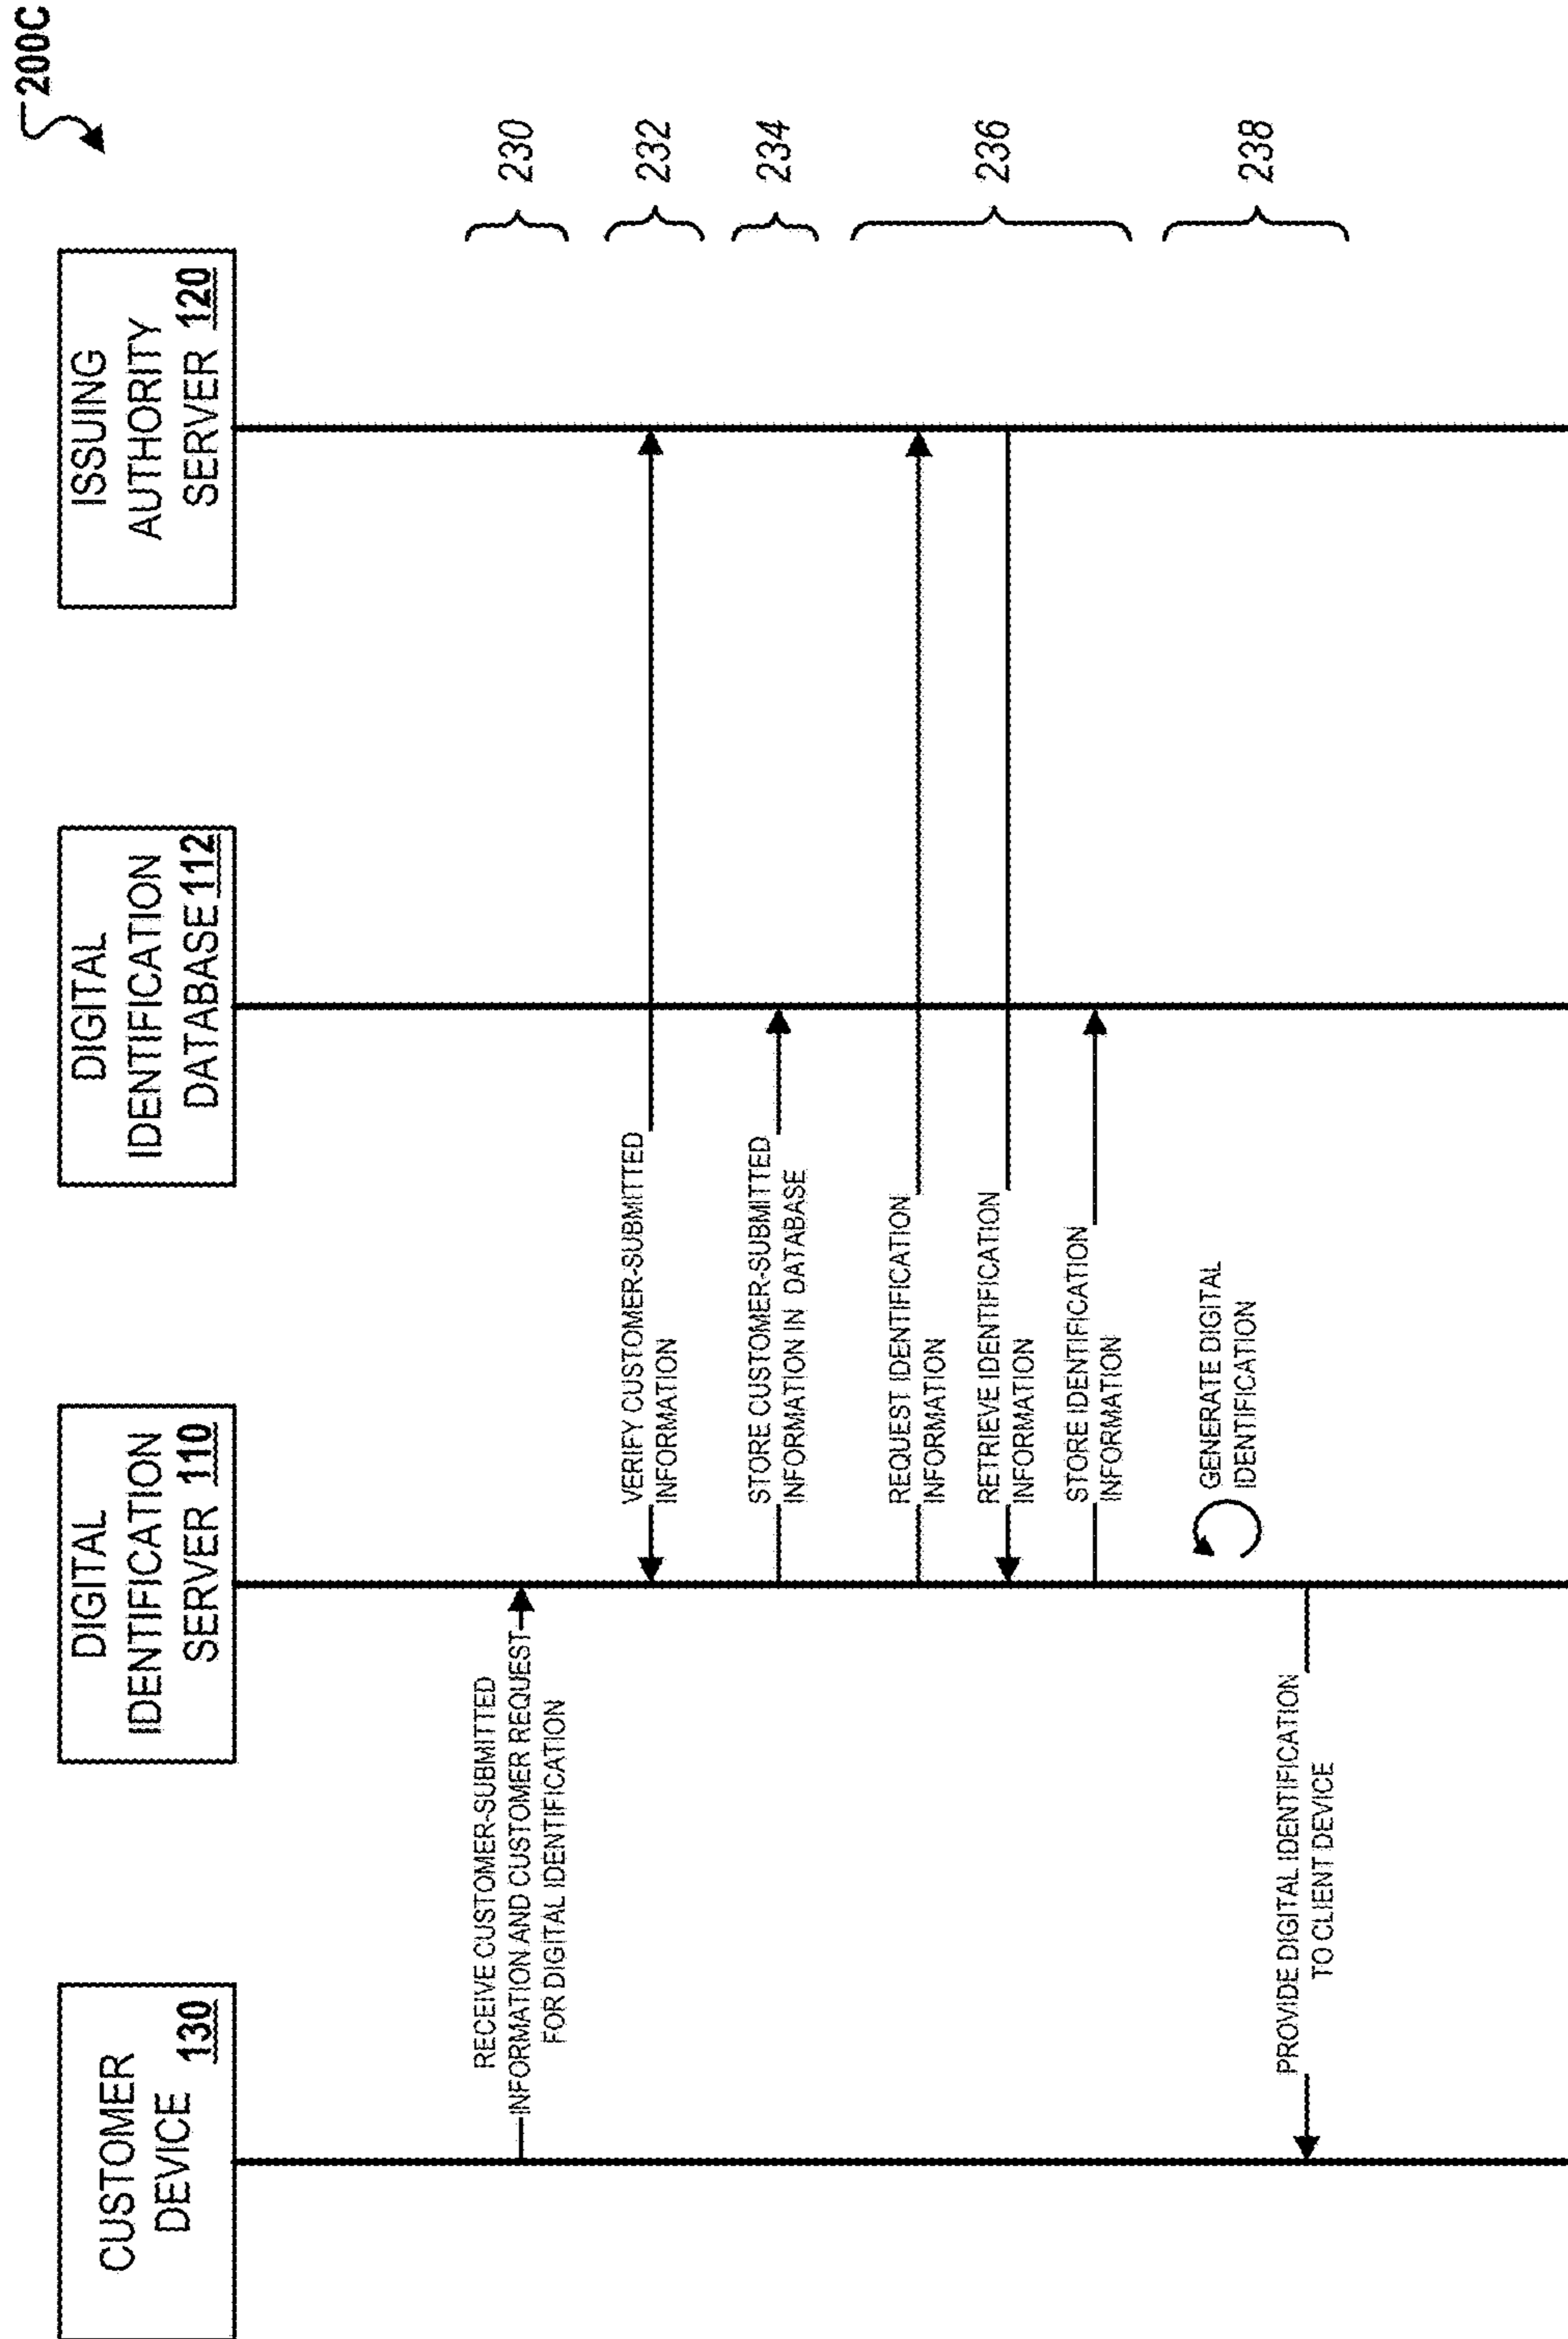 200C
CUSTOMER
DEVICE 130
DIGITAL
IDENTIFICATION
SERVER 110
DIGITAL
IDENTIFICATION
DATABASE 112
ISSUING
AUTHORITY
SERVER 120
RECEIVE CUSTOMER-SUBMITTED
INFORMATION AND CUSTOMER REQUEST
FOR DIGITAL IDENTIFICATION
230
VERIFY CUSTOMER-SUBMITTED
INFORMATION
232
STORE CUSTOMER-SUBMITTED
INFORMATION IN DATABASE
234
REQUEST IDENTIFICATION
INFORMATION
RETRIEVE IDENTIFICATION
INFORMATION
STORE IDENTIFICATION
INFORMATION
236
GENERATE DIGITAL
IDENTIFICATION
PROVIDE DIGITAL IDENTIFICATION
TO CLIENT DEVICE
238